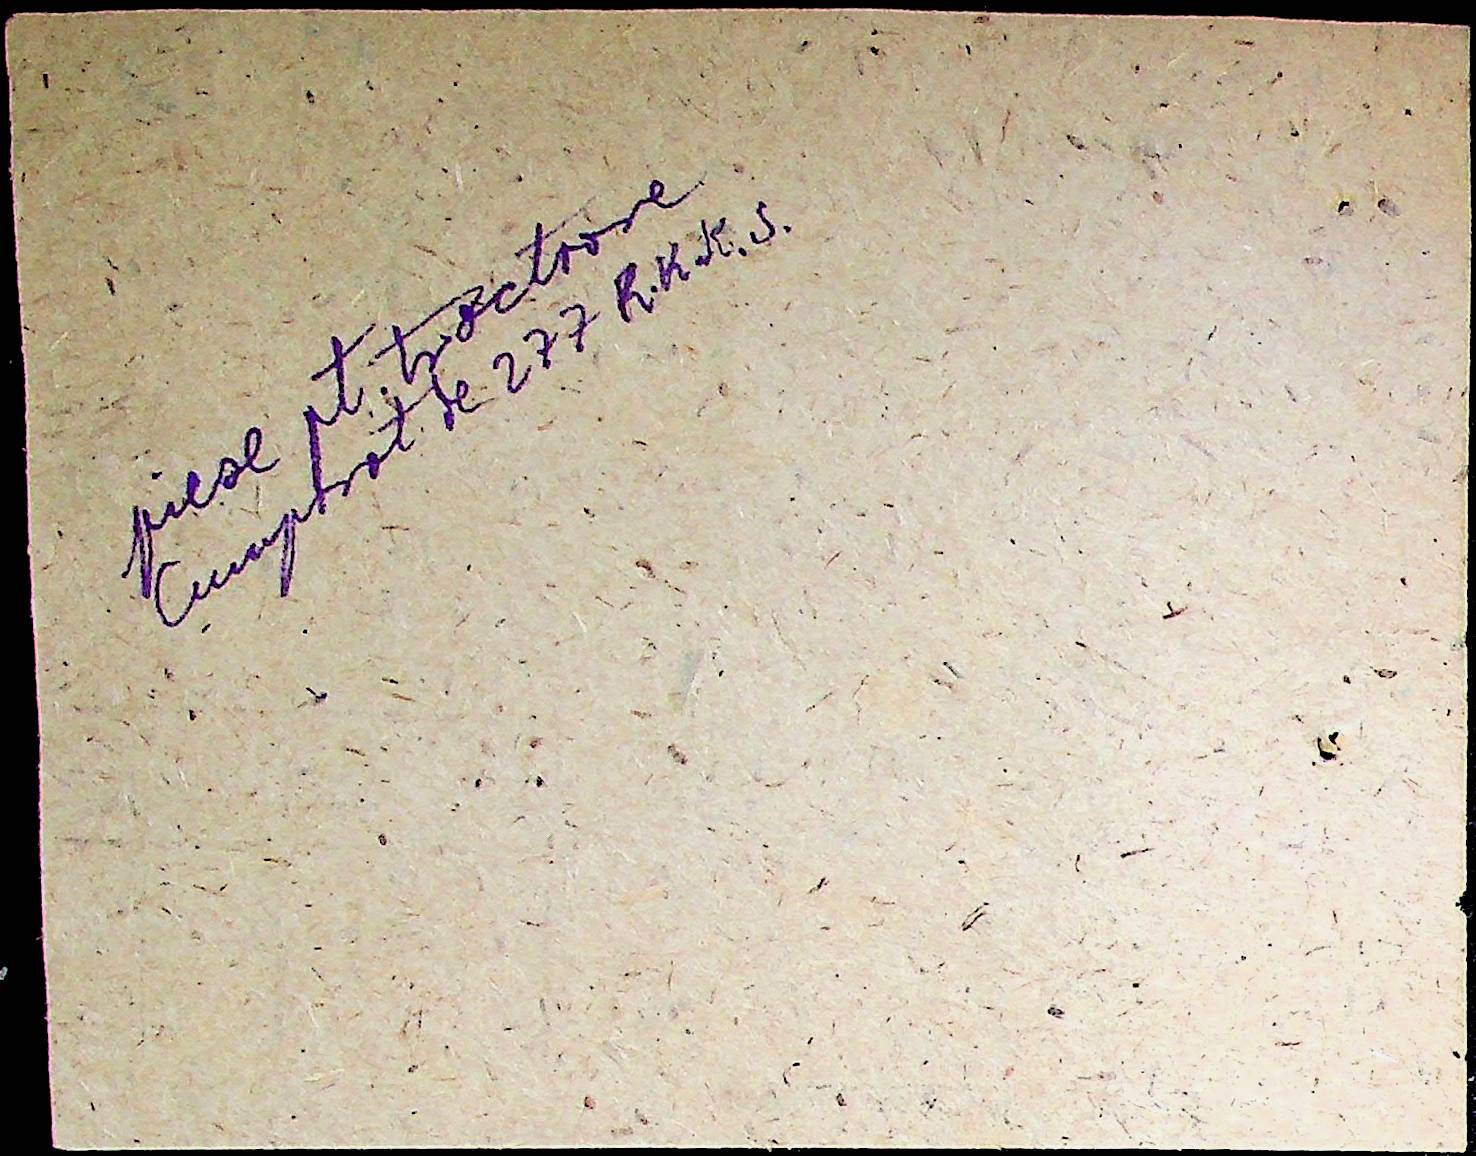 piese pt. tractoare
Cumpărat de 277 R.K.K.S.